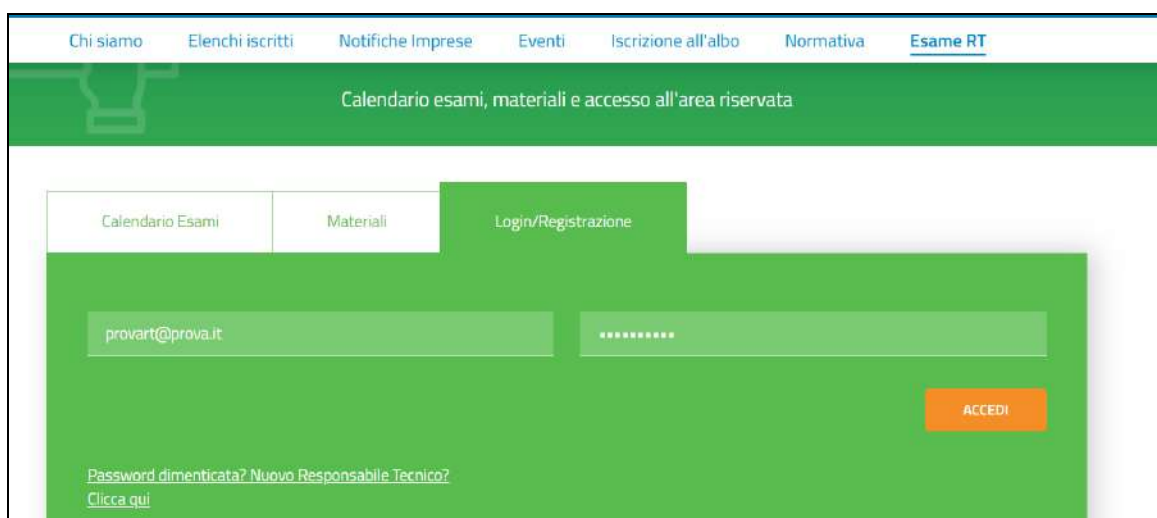 Chi siamo Elenchi iscritti Notifiche Imprese Eventi Iscrizione all'albo Normativa Esame RT
Calendario esami, materiali e accesso all'area riservata
Calendario Esami Materiali Login/Registrazione
provart@prova.it ••••••••••
ACCEDI
Password dimenticata? Nuovo Responsabile Tecnico?
Clicca qui